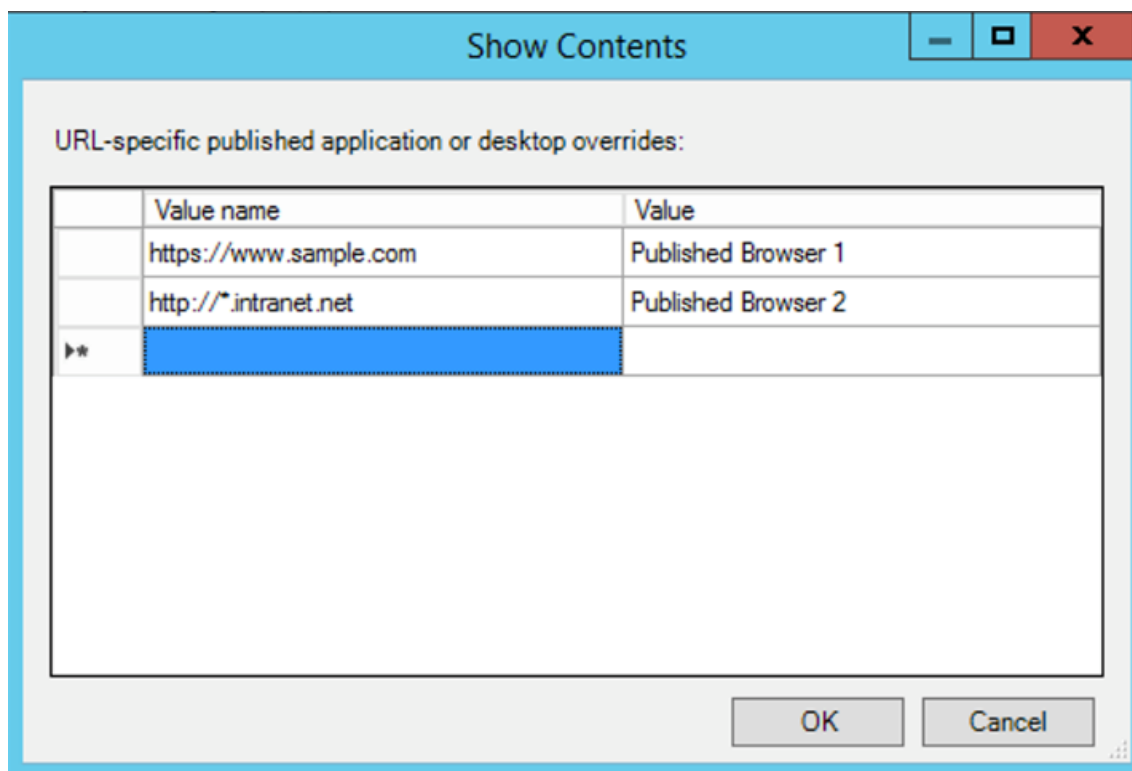 Show Contents
URL-specific published application or desktop overrides:
Value name Value
https://www.sample.com Published Browser 1
http://*.intranet.net Published Browser 2
OK Cancel